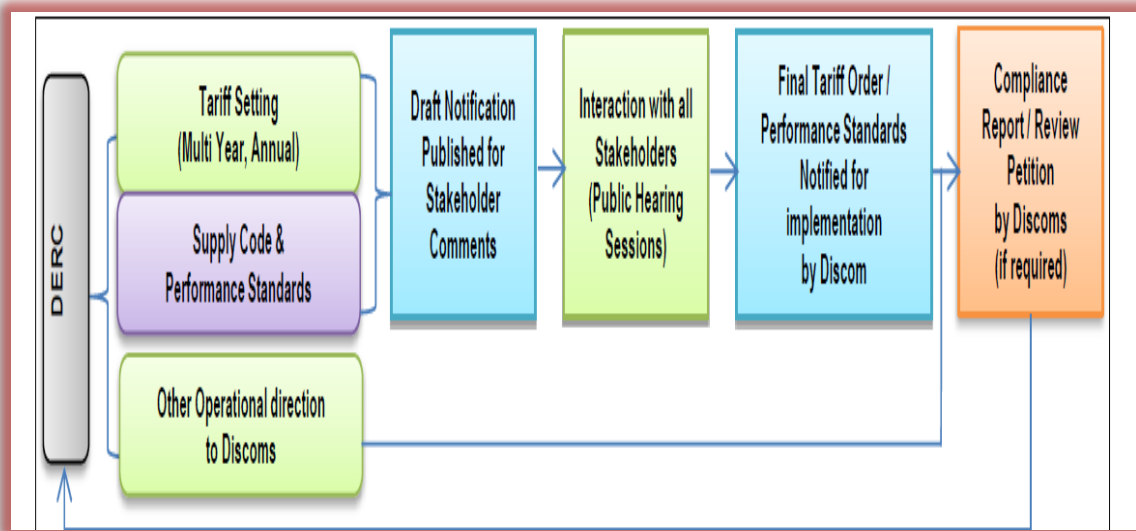 DERC
Tariff Setting
(Multi Year, Annual)
Supply Code &
Performance Standards
Other Operational direction
to Discoms
Draft Notification
Published for
Stakeholder
Comments
Interaction with all
Stakeholders
(Public Hearing
Sessions)
Final Tariff Order /
Performance Standards
Notified for
implementation
by Discom
Compliance
Report / Review
Petition
by Discoms
(if required)